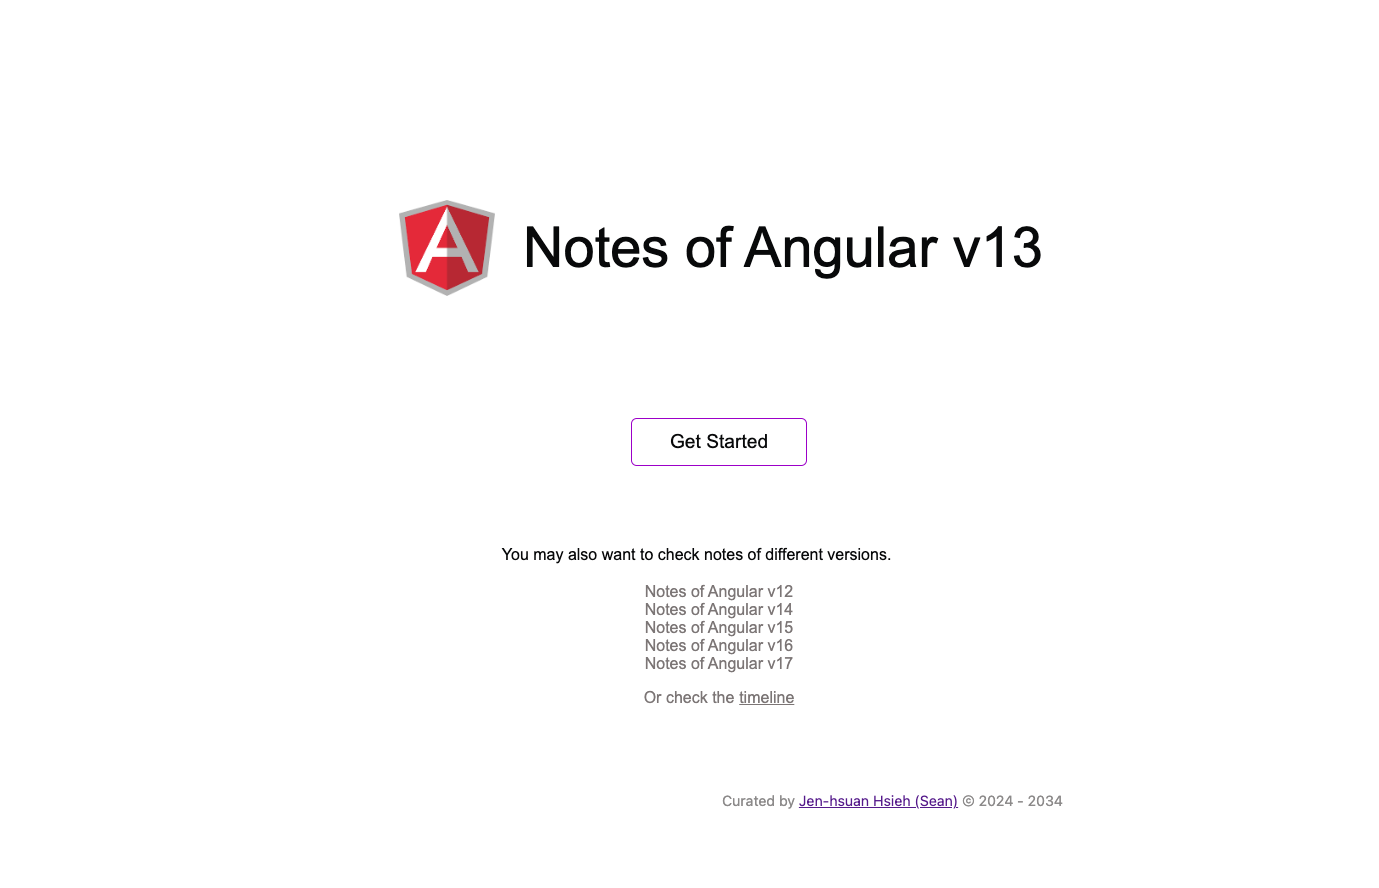 Notes of Angular v13
Get Started
You may also want to check notes of different versions.
Notes of Angular v12
Notes of Angular v14
Notes of Angular v15
Notes of Angular v16
Notes of Angular v17
Or check the timeline
Curated by Jen-hsuan Hsieh (Sean) © 2024 - 2034